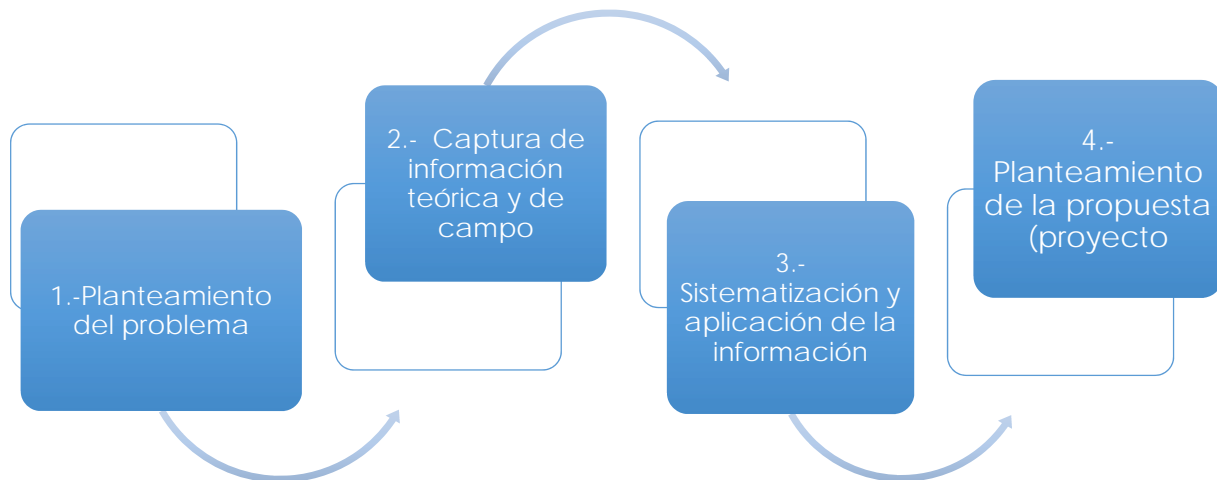 1.-Planteamiento
del problema
2.- Captura de
información
teórica y de
campo
3.-
Sistematización y
aplicación de la
información
4.-
Planteamiento
de la propuesta
(proyecto